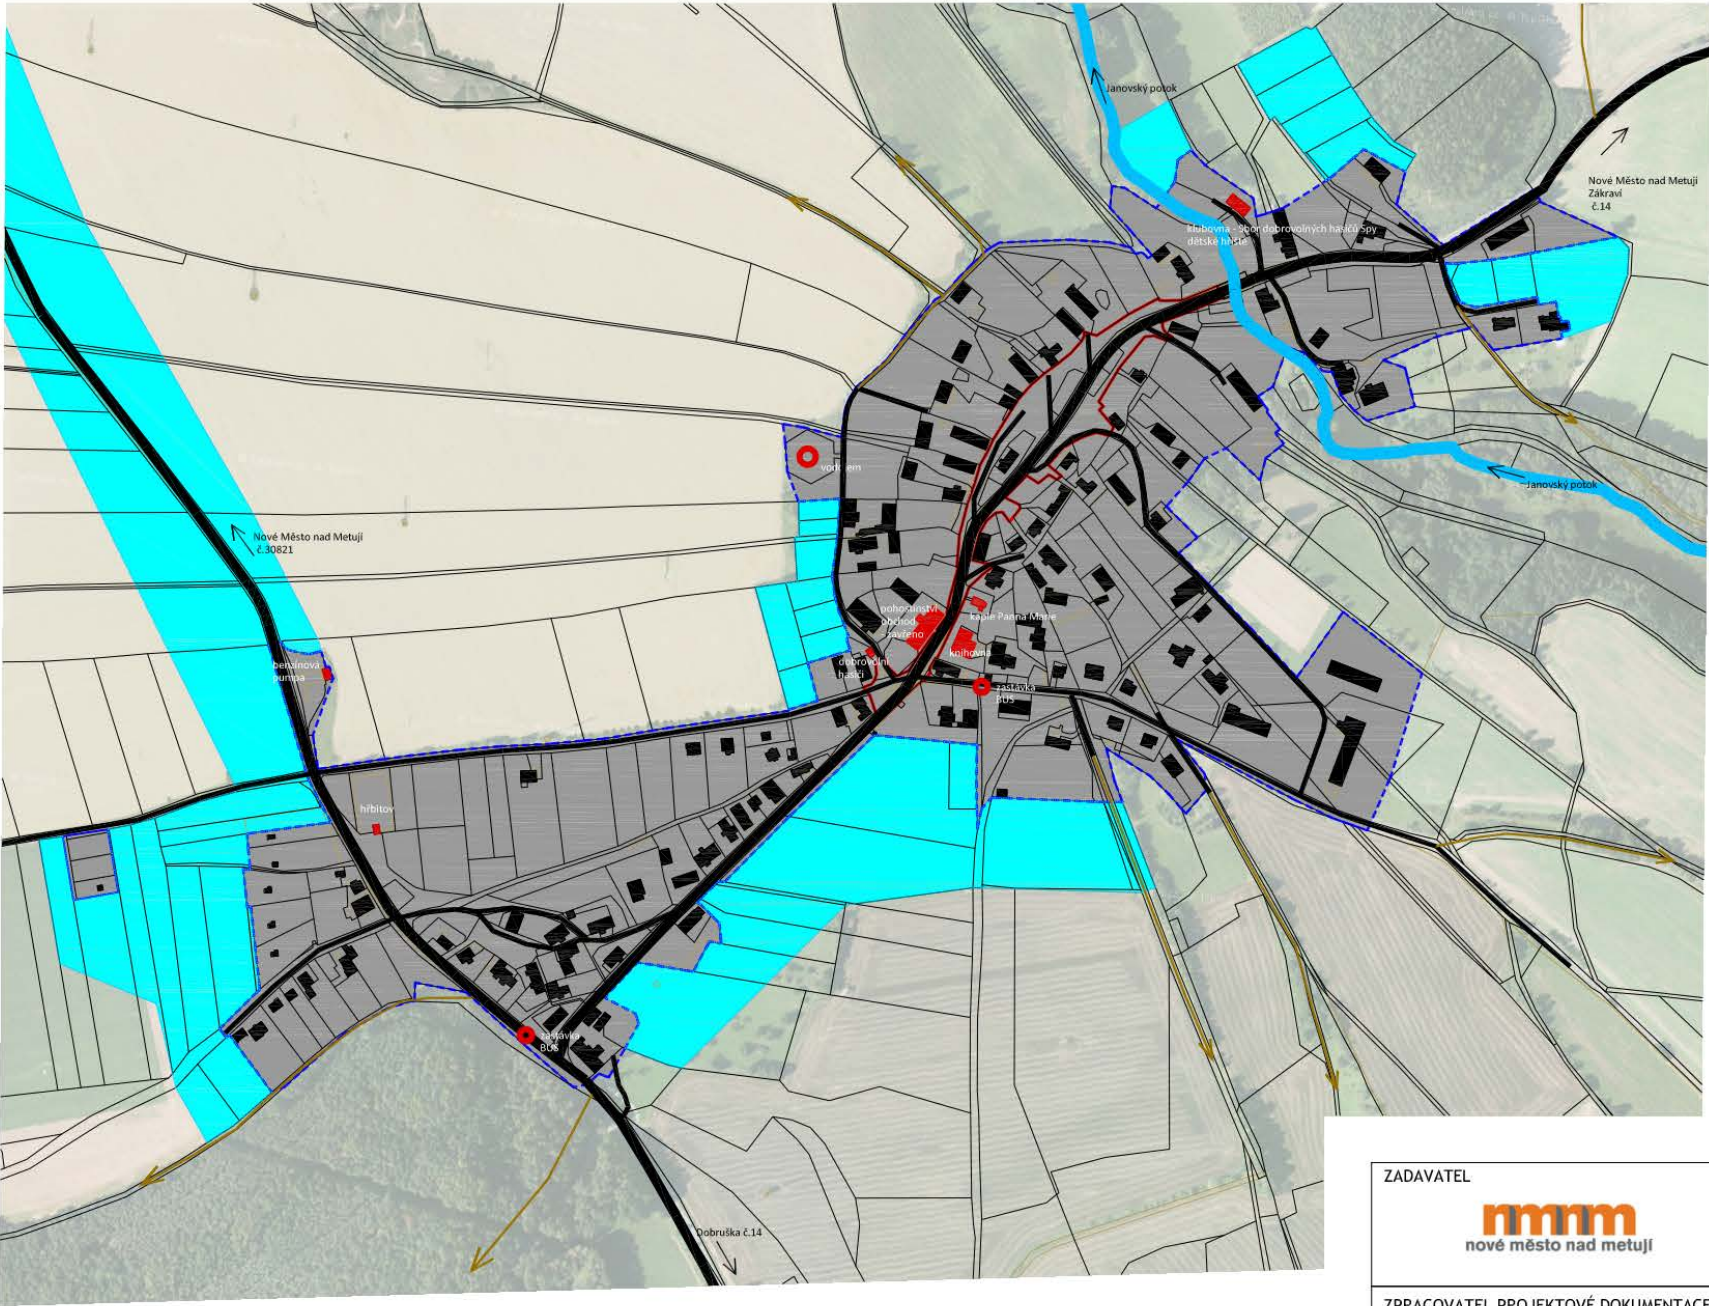 Janovský potok
Nové Město nad Metují
Zákraví
č.14
klubovna - Sbor dobrovolných hasičů Spy
dětské hřiště
vodojem
Janovský potok
Nové Město nad Metují
č.30821
pohostinství
obchod
zavřeno
kaple Panna Marie
knihovna
dobrovolní
hasiči
benzínová
pumpa
zastávka
BUS
hřbitov
zastávka
BUS
Dobruška č.14
ZADAVATEL
nmnm
nové město nad metují
ZPRACOVATEL PROJEKTOVÉ DOKUMENTACE